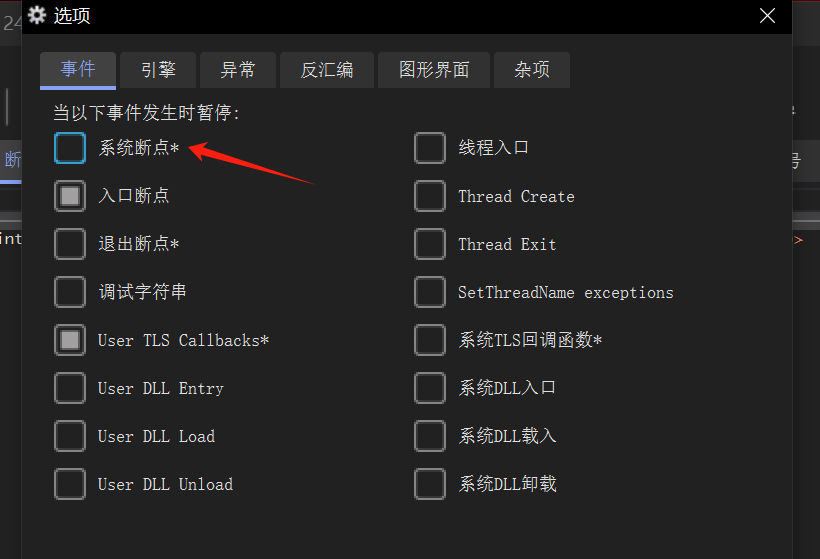 24
选项
事件 引擎 异常 反汇编 图形界面 杂项
当以下事件发生时暂停:
断
号
系统断点*
线程入口
入口断点
Thread Create
int
退出断点*
Thread Exit
>
调试字符串
SetThreadName exceptions
User TLS Callbacks*
系统TLS回调函数*
User DLL Entry
系统DLL入口
User DLL Load
系统DLL载入
User DLL Unload
系统DLL卸载